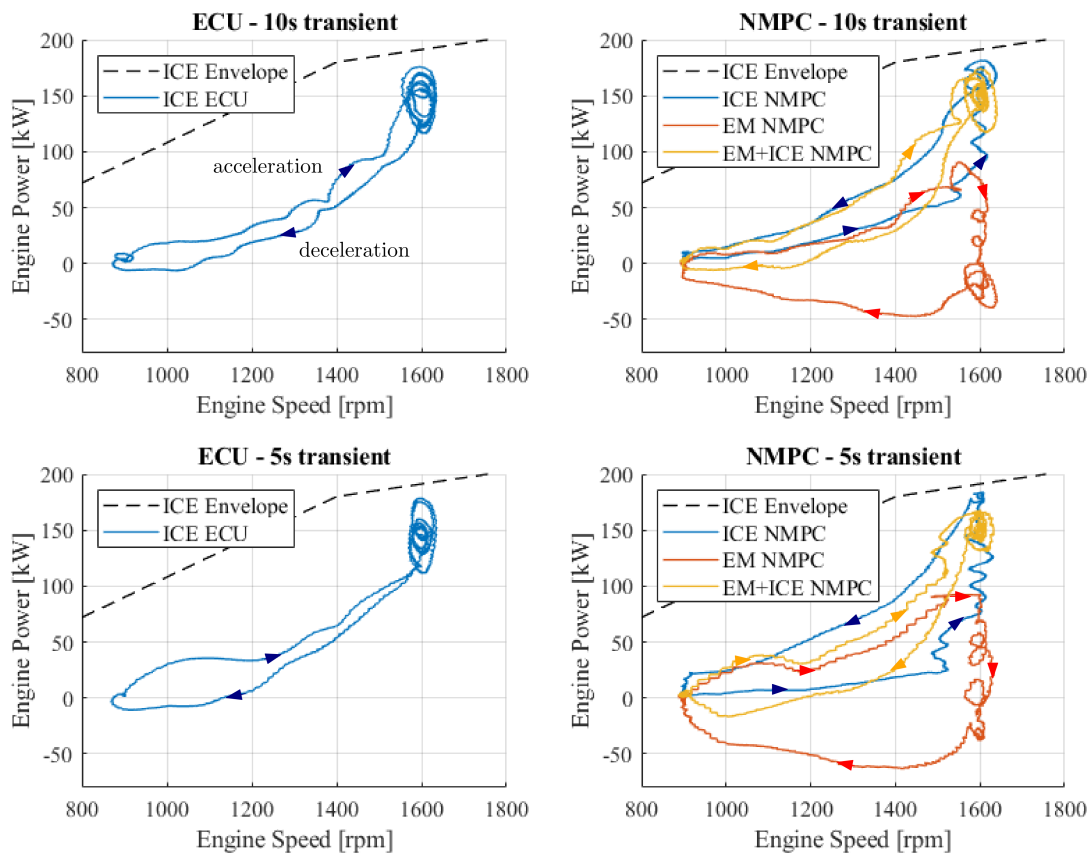 ECU - 10s transient
200
150
100
50
0
-50
800
1000
1200
1400
1600
1800
Engine Power [kW]
Engine Speed [rpm]
ICE Envelope
ICE ECU
acceleration
deceleration
NMPC - 10s transient
200
150
100
50
0
-50
800
1000
1200
1400
1600
1800
Engine Power [kW]
Engine Speed [rpm]
ICE Envelope
ICE NMPC
EM NMPC
EM+ICE NMPC
ECU - 5s transient
200
150
100
50
0
-50
800
1000
1200
1400
1600
1800
Engine Power [kW]
Engine Speed [rpm]
ICE Envelope
ICE ECU
NMPC - 5s transient
200
150
100
50
0
-50
800
1000
1200
1400
1600
1800
Engine Power [kW]
Engine Speed [rpm]
ICE Envelope
ICE NMPC
EM NMPC
EM+ICE NMPC